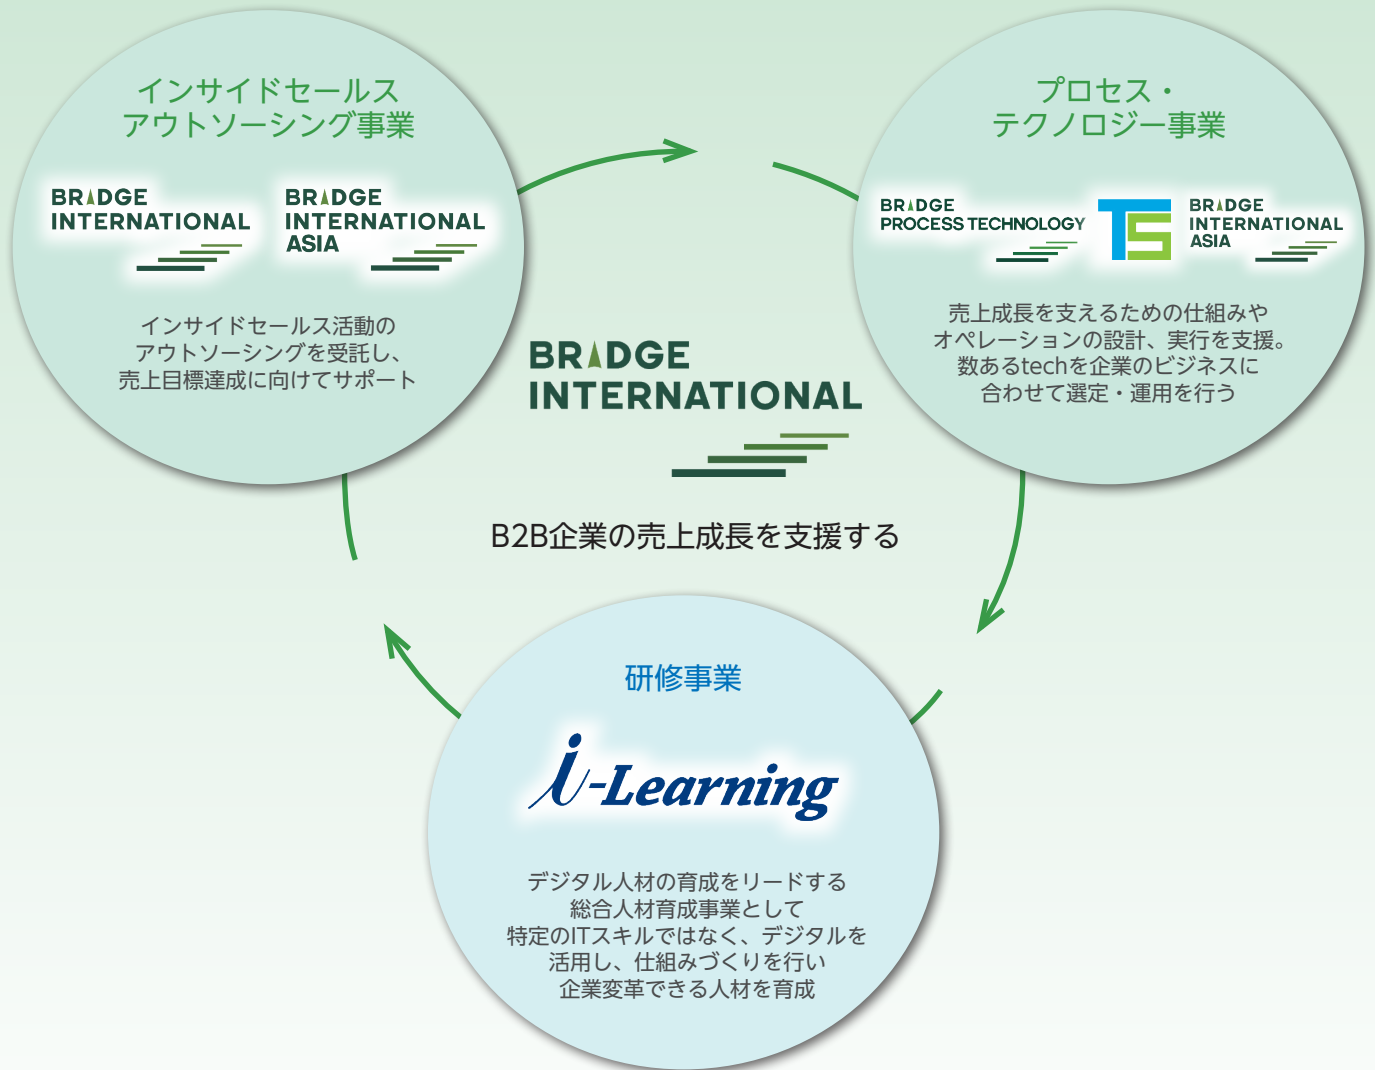 インサイドセールス
アウトソーシング事業
BRIDGE
INTERNATIONAL
BRIDGE
INTERNATIONAL
ASIA
インサイドセールス活動の
アウトソーシングを受託し、
売上目標達成に向けてサポート
プロセス・
テクノロジー事業
BRIDGE
PROCESS TECHNOLOGY
TS
BRIDGE
INTERNATIONAL
ASIA
売上成長を支えるための仕組みや
オペレーションの設計、実行を支援。
数あるtechを企業のビジネスに
合わせて選定・運用を行う
BRIDGE
INTERNATIONAL
B2B企業の売上成長を支援する
研修事業
i-Learning
デジタル人材の育成をリードする
総合人材育成事業として
特定のITスキルではなく、デジタルを
活用し、仕組みづくりを行い
企業変革できる人材を育成